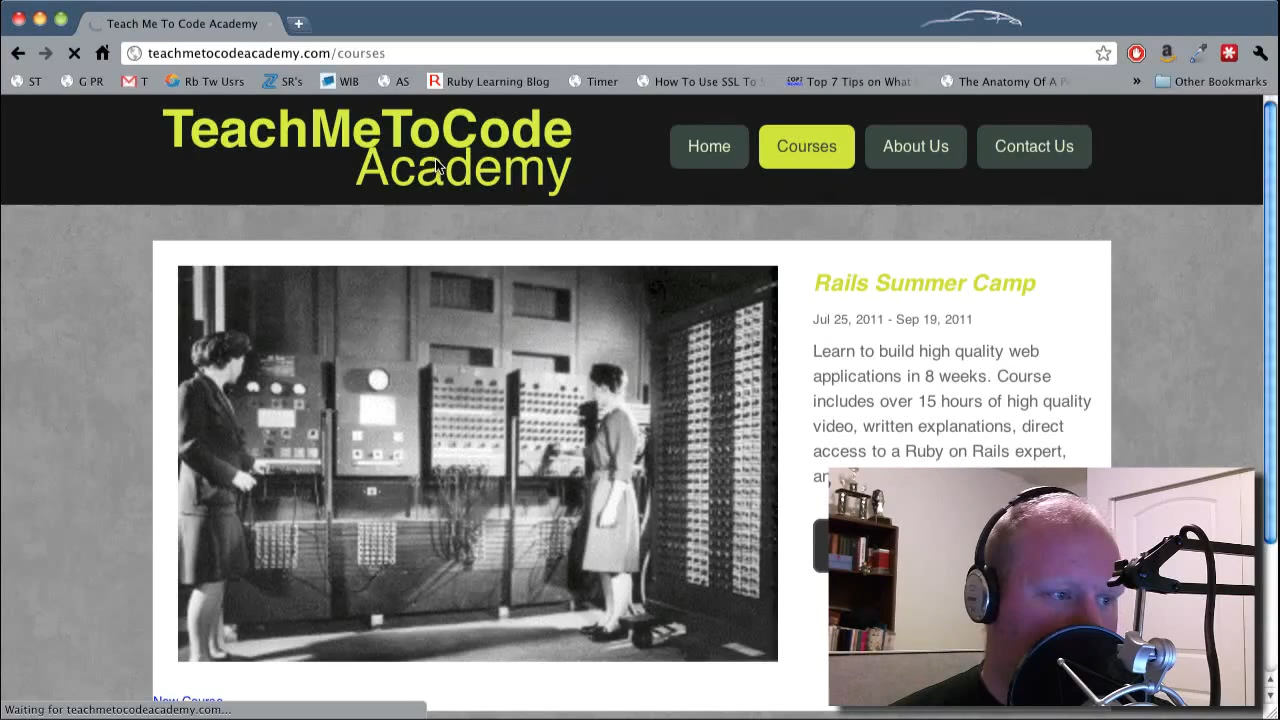 Teach Me To Code Academy
teachmetocodeacademy.com/courses
ST
G PR
T
Rb Tw Usrs
SR's
WIB
AS
Ruby Learning Blog
Timer
How To Use SSL To
Top 7 Tips on What
The Anatomy Of A
»
Other Bookmarks
TeachMeToCode
Academy
Home
Courses
About Us
Contact Us
Rails Summer Camp
Jul 25, 2011 - Sep 19, 2011
Learn to build high quality web
applications in 8 weeks. Course
includes over 15 hours of high quality
video, written explanations, direct
access to a Ruby on Rails expert,
New Course
Waiting for teachmetocodeacademy.com...